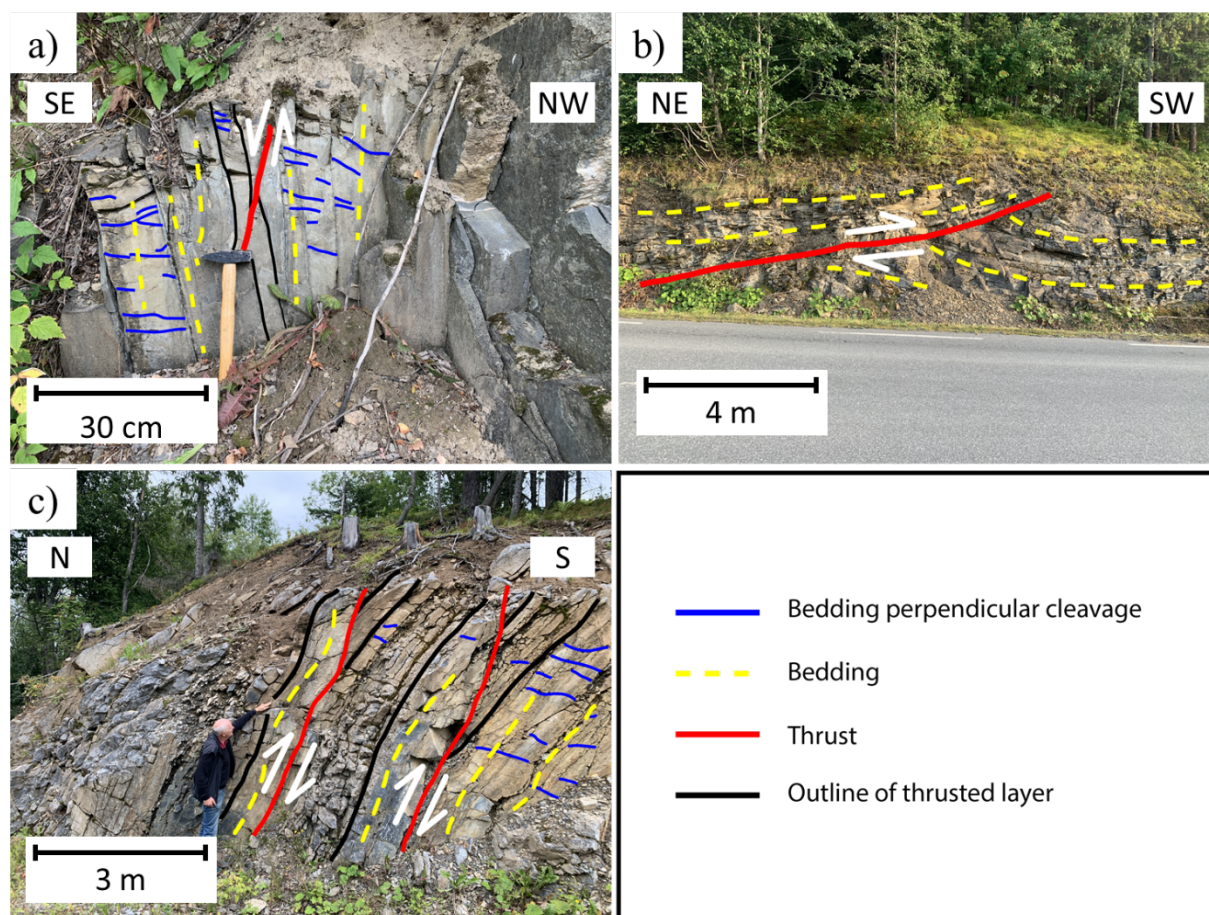 a)
SE
NW
30 cm
b)
NE
SW
4 m
c)
N
S
3 m
Bedding perpendicular cleavage
Bedding
Thrust
Outline of thrusted layer